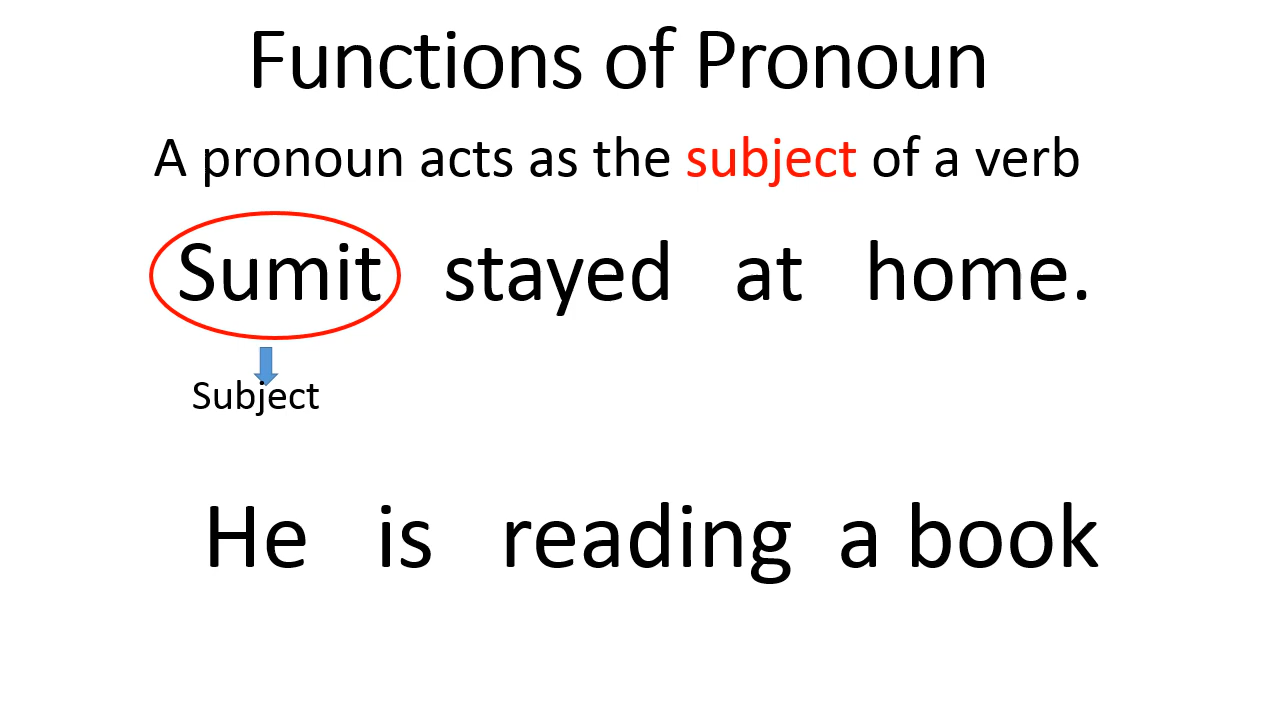 Functions of Pronoun
A pronoun acts as the subject of a verb
Sumit stayed at home.
Subject
He is reading a book